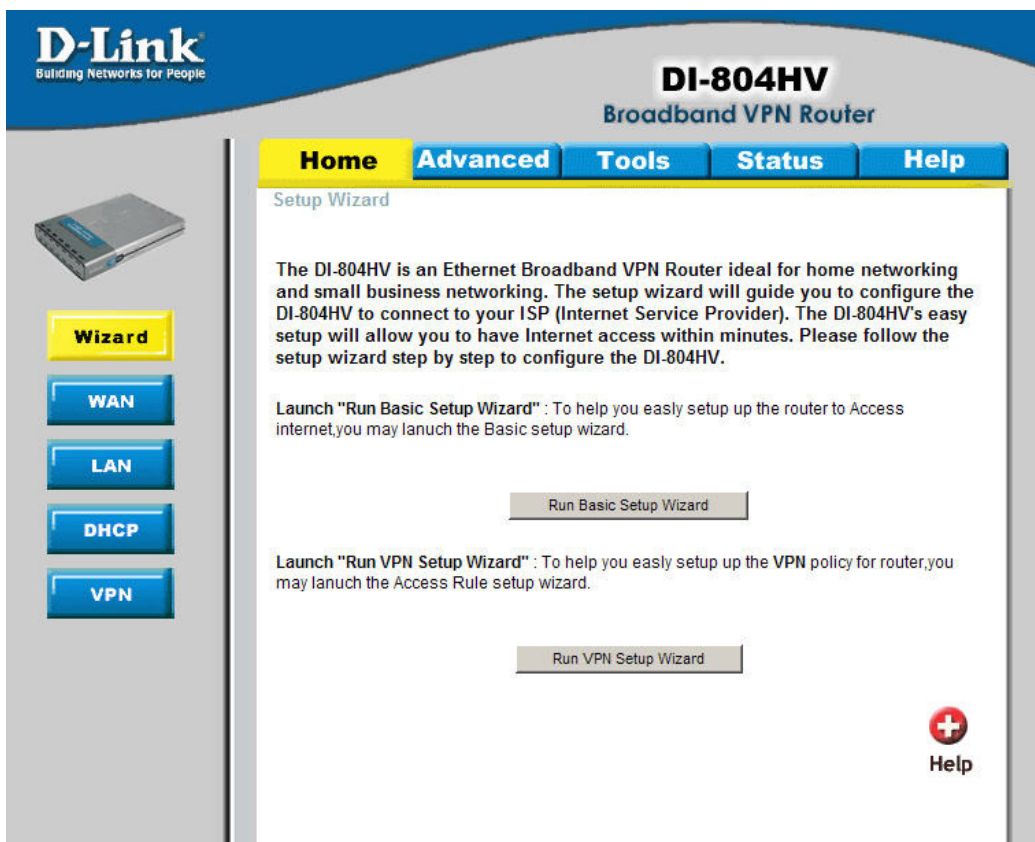 D-Link
Building Networks for People
DI-804HV
Broadband VPN Router
Home
Advanced
Tools
Status
Help
Wizard
WAN
LAN
DHCP
VPN
Setup Wizard
The DI-804HV is an Ethernet Broadband VPN Router ideal for home networking
and small business networking. The setup wizard will guide you to configure the
DI-804HV to connect to your ISP (Internet Service Provider). The DI-804HV's easy
setup will allow you to have Internet access within minutes. Please follow the
setup wizard step by step to configure the DI-804HV.
Launch "Run Basic Setup Wizard" : To help you easly setup up the router to Access
internet,you may lanuch the Basic setup wizard.
Run Basic Setup Wizard
Launch "Run VPN Setup Wizard" : To help you easly setup up the VPN policy for router,you
may lanuch the Access Rule setup wizard.
Run VPN Setup Wizard
Help